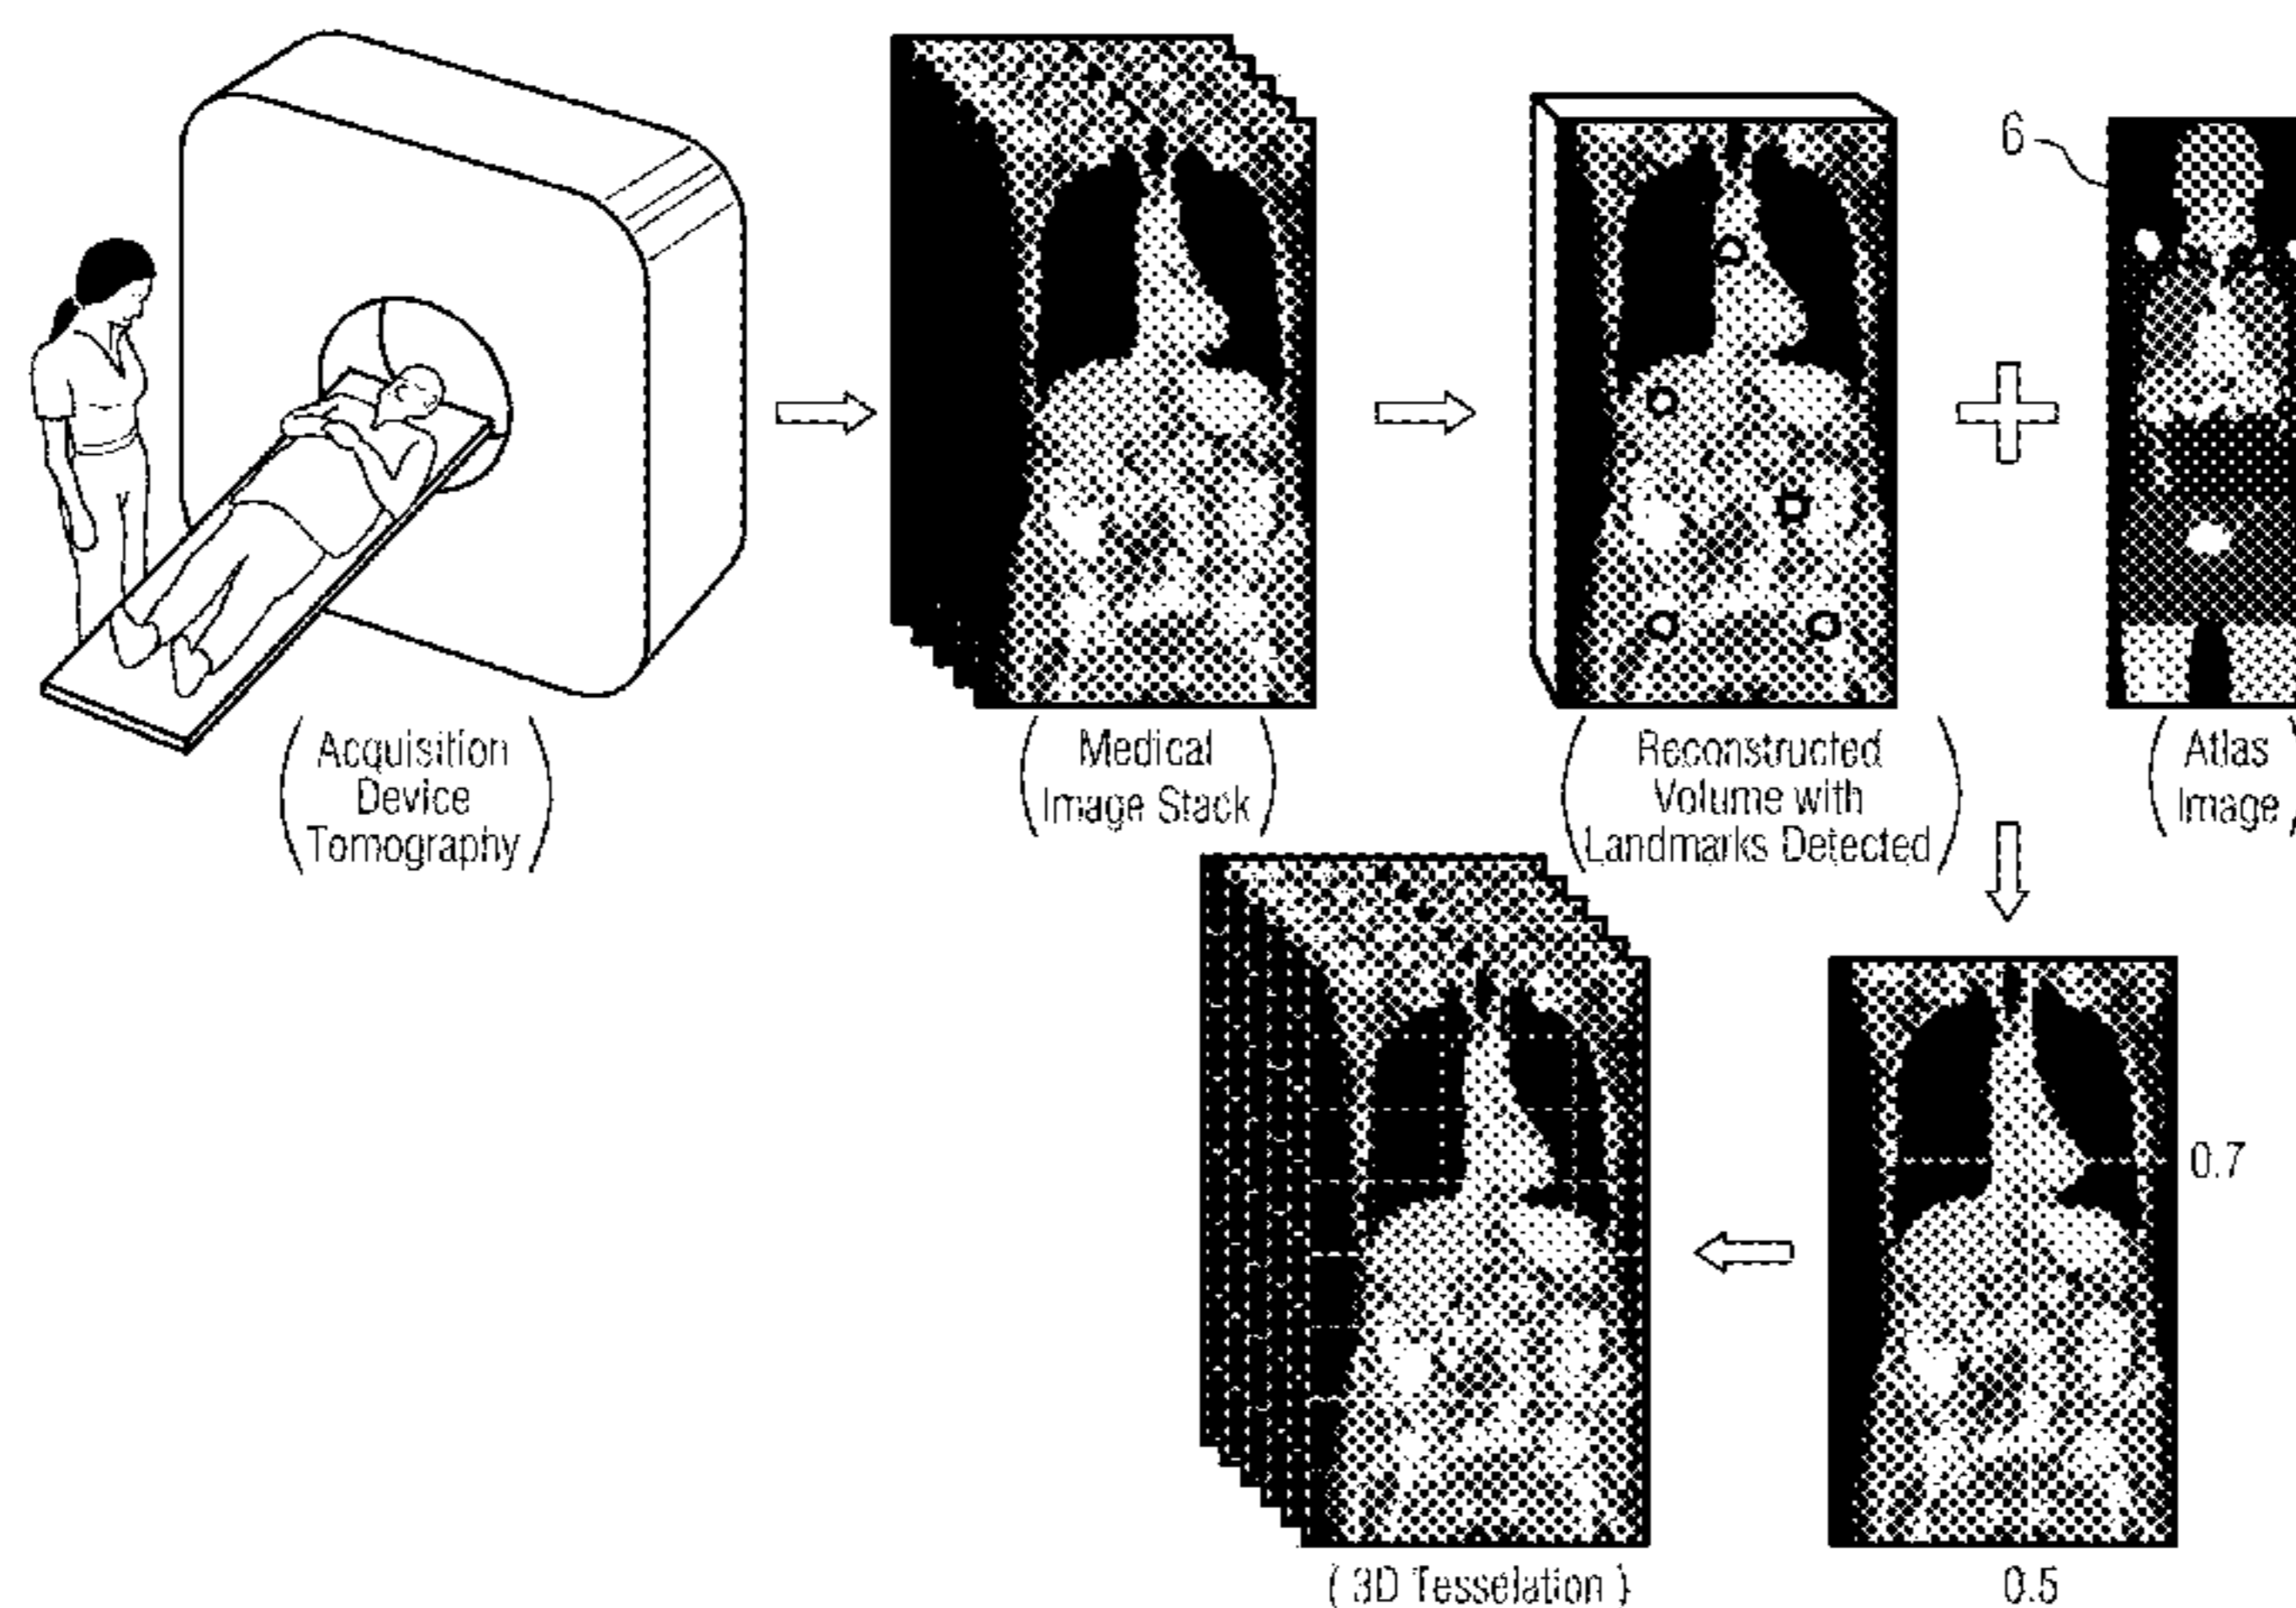 6
( Acquisition
Device
Tomography )
( Medical
Image Stack )
( Reconstructed
Volume with
Landmarks Detected )
( Atlas
Image )
0.7
( 3D Tesselation )
0.5